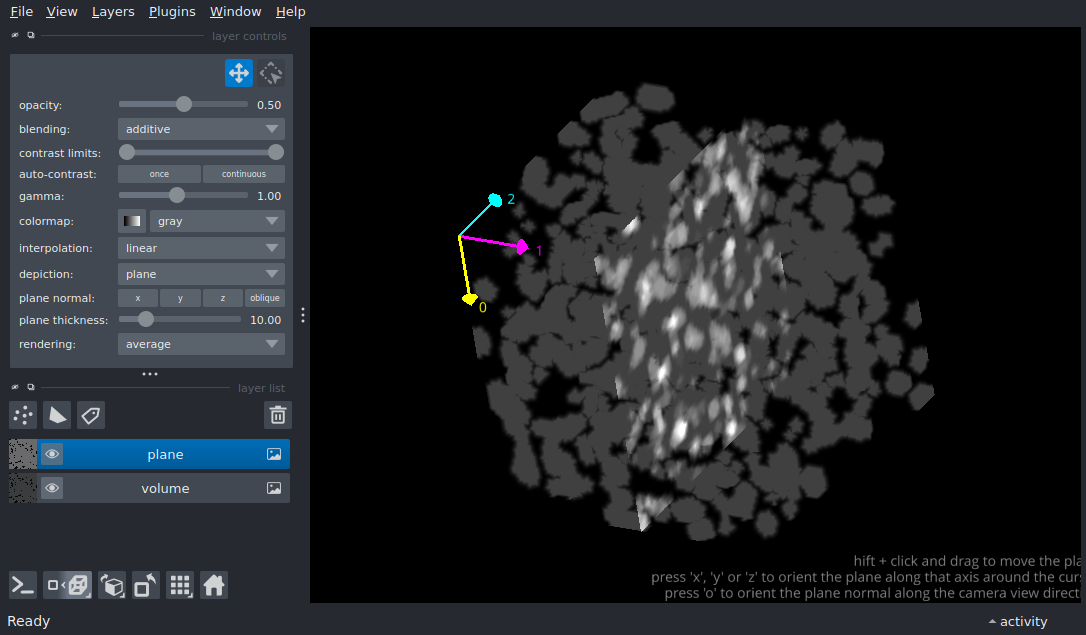 File View Layers Plugins Window Help
layer controls
opacity: 0.50
blending: additive
contrast limits:
auto-contrast: once continuous
gamma: 1.00
colormap: gray
interpolation: linear
depiction: plane
plane normal: x y z oblique
plane thickness: 10.00
rendering: average
layer list
plane
volume
2
1
0
hift + click and drag to move the pla
press 'x', 'y' or 'z' to orient the plane along that axis around the curs
press 'o' to orient the plane normal along the camera view direct
Ready activity